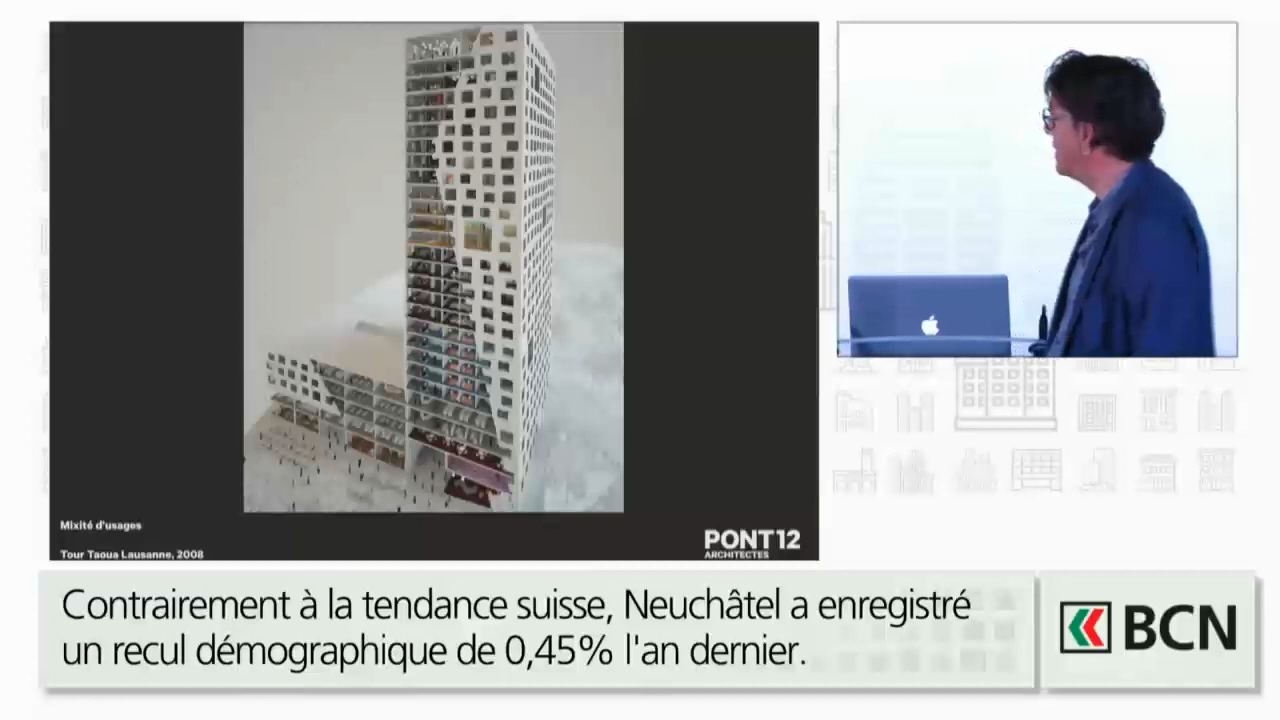 Mixité d'usages
Tour Taoua Lausanne, 2008
PONT12
ARCHITECTES
Contrairement à la tendance suisse, Neuchâtel a enregistré
un recul démographique de 0,45% l'an dernier.
BCN